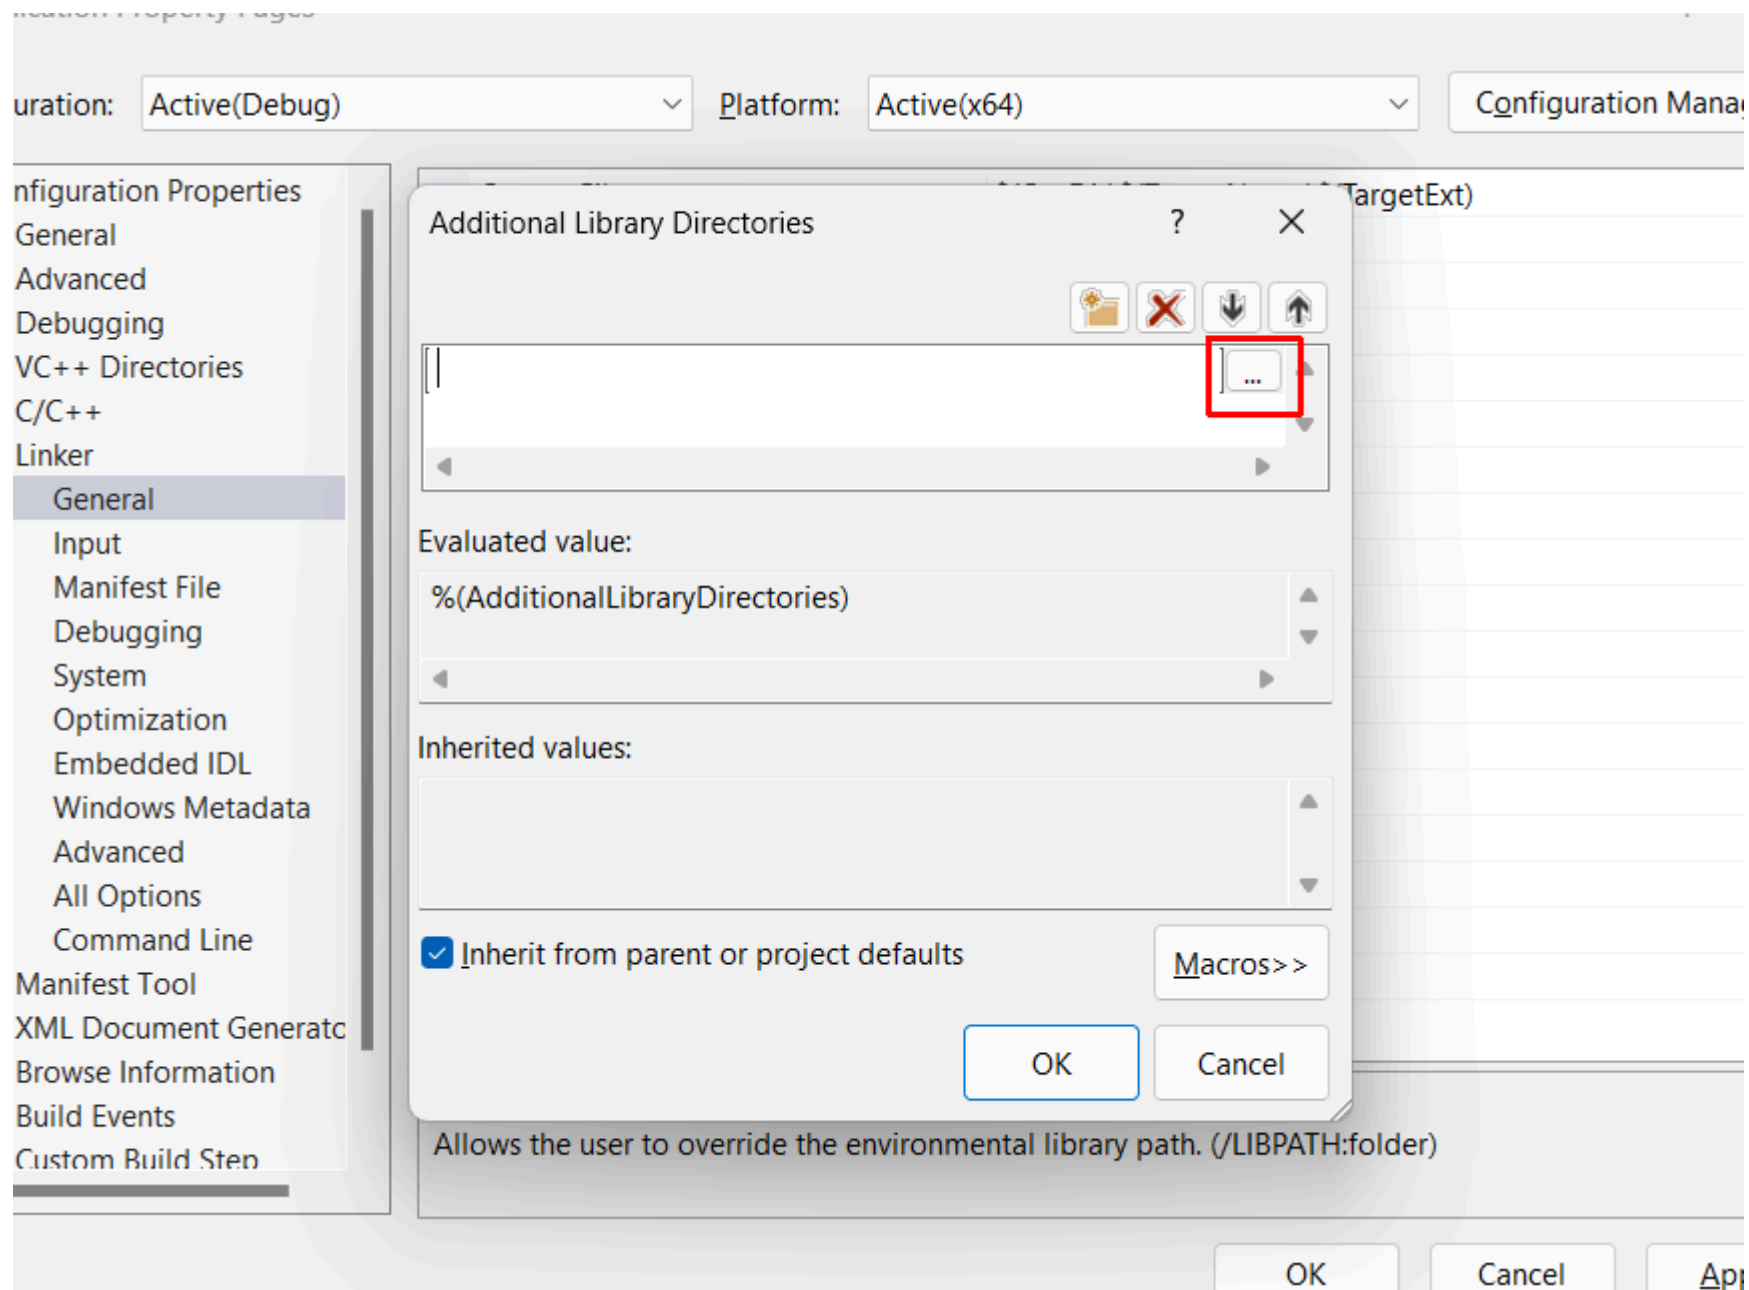 uration:
Active(Debug)
Platform:
Active(x64)
Configuration Mana
nfiguration Properties
General
Advanced
Debugging
VC++ Directories
C/C++
Linker
General
Input
Manifest File
Debugging
System
Optimization
Embedded IDL
Windows Metadata
Advanced
All Options
Command Line
Manifest Tool
XML Document Generato
Browse Information
Build Events
Custom Build Step
TargetExt)
Additional Library Directories
?
...
Evaluated value:
%(AdditionalLibraryDirectories)
Inherited values:
Inherit from parent or project defaults
Macros>>
OK
Cancel
Allows the user to override the environmental library path. (/LIBPATH:folder)
OK
Cancel
App